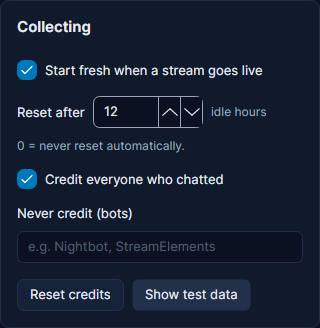 Collecting
Start fresh when a stream goes live
Reset after 12 idle hours
0 = never reset automatically.
Credit everyone who chatted
Never credit (bots)
e.g. Nightbot, StreamElements
Reset credits Show test data